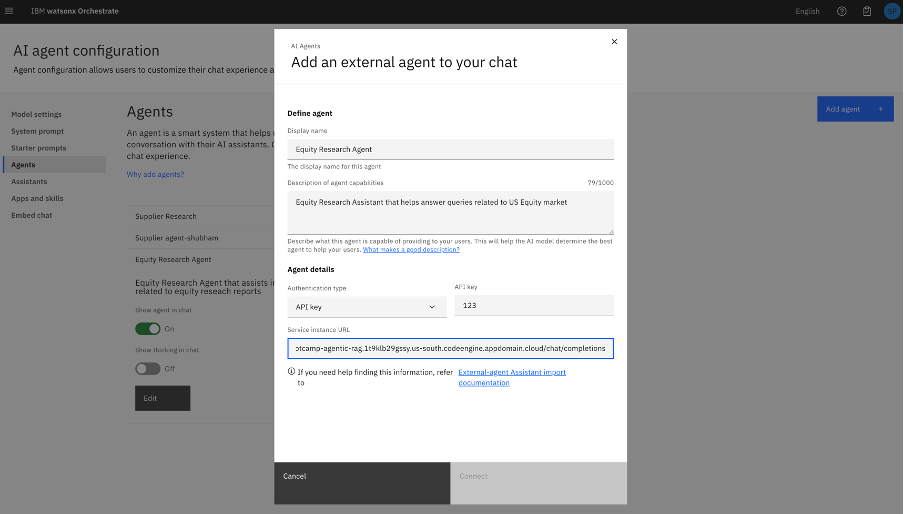 IBM watsonx Orchestrate
English
SF
AI agent configuration
Agent configuration allows users to customize their chat experience a
Model settings
System prompt
Starter prompts
Agents
Assistants
Apps and skills
Embed chat
Agents
An agent is a smart system that helps
conversation with their AI assistants.
chat experience.
Why add agents?
Add agent +
Supplier Research
Supplier agent-shubham
Equity Research Agent
Equity Research Agent that assists i
related to equity reseach reports
Show agent in chat
On
Show thinking in chat
Off
Edit
AI Agents
Add an external agent to your chat
Define agent
Display name
Equity Research Agent
The display name for this agent
Description of agent capabilities 79/1000
Equity Research Assistant that helps answer queries related to US Equity market
Describe what this agent is capable of providing to your users. This will help the AI model determine the best
agent to help your users. What makes a good description?
Agent details
Authentication type
API key
API key
123
Service instance URL
otcamp-agentic-rag.1t9klb29gssy.us-south.codeengine.appdomain.cloud/chat/completions
If you need help finding this information, refer
to
External-agent Assistant import
documentation
Cancel
Connect